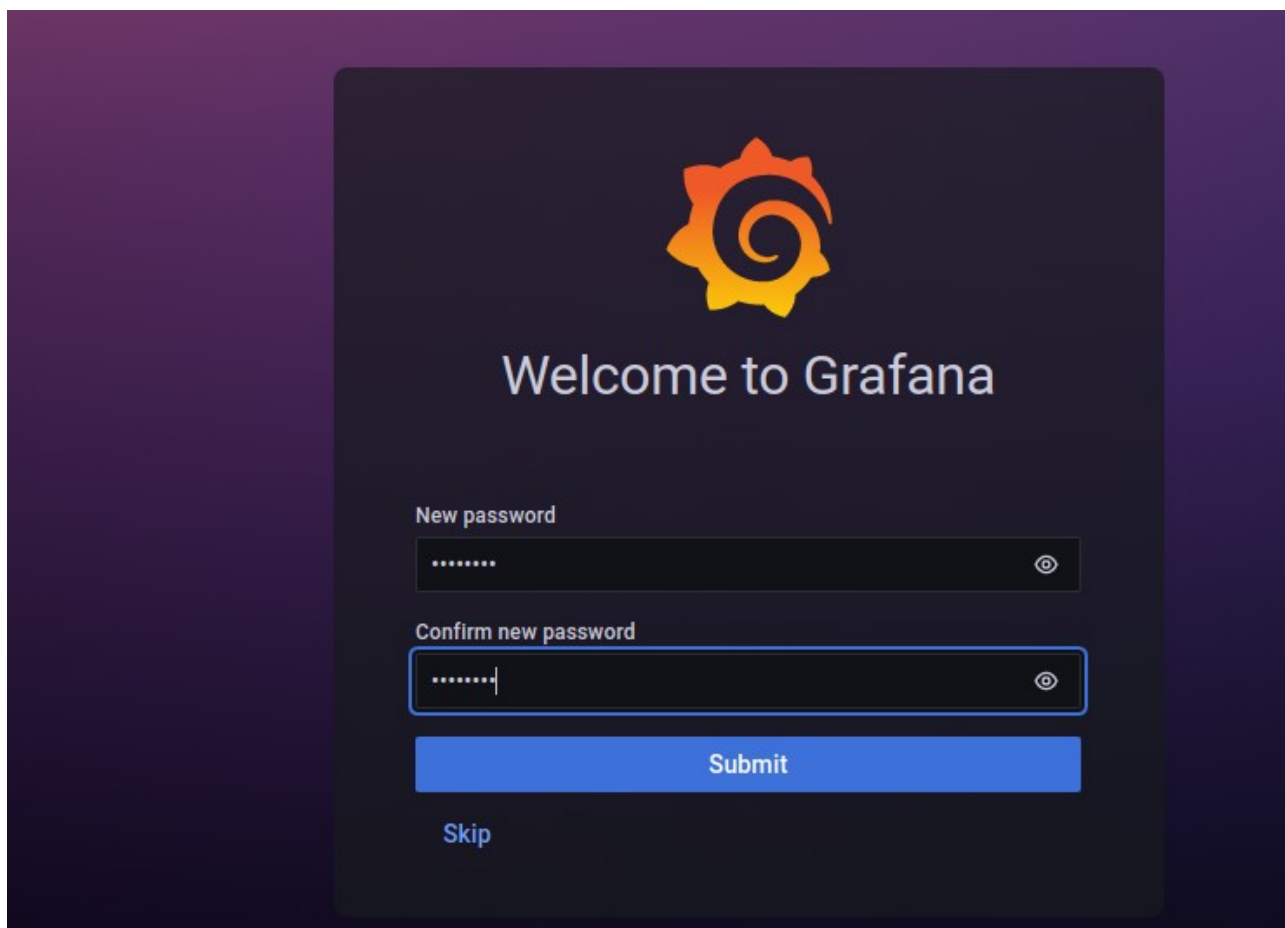 Welcome to Grafana
New password
••••••••
Confirm new password
••••••••
Submit
Skip